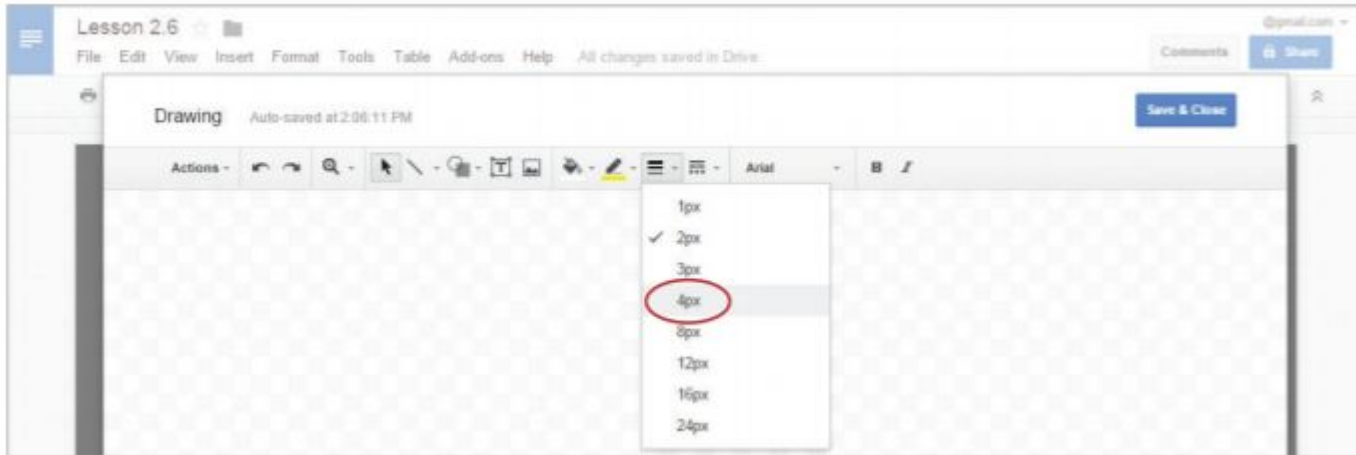 Lesson 2.6
@gmail.com
File Edit View Insert Format Tools Table Add-ons Help All changes saved in Drive
Comments Share
Drawing Auto-saved at 2:06:11 PM Save & Close
Actions Arial B I
1px
2px
3px
4px
8px
12px
16px
24px